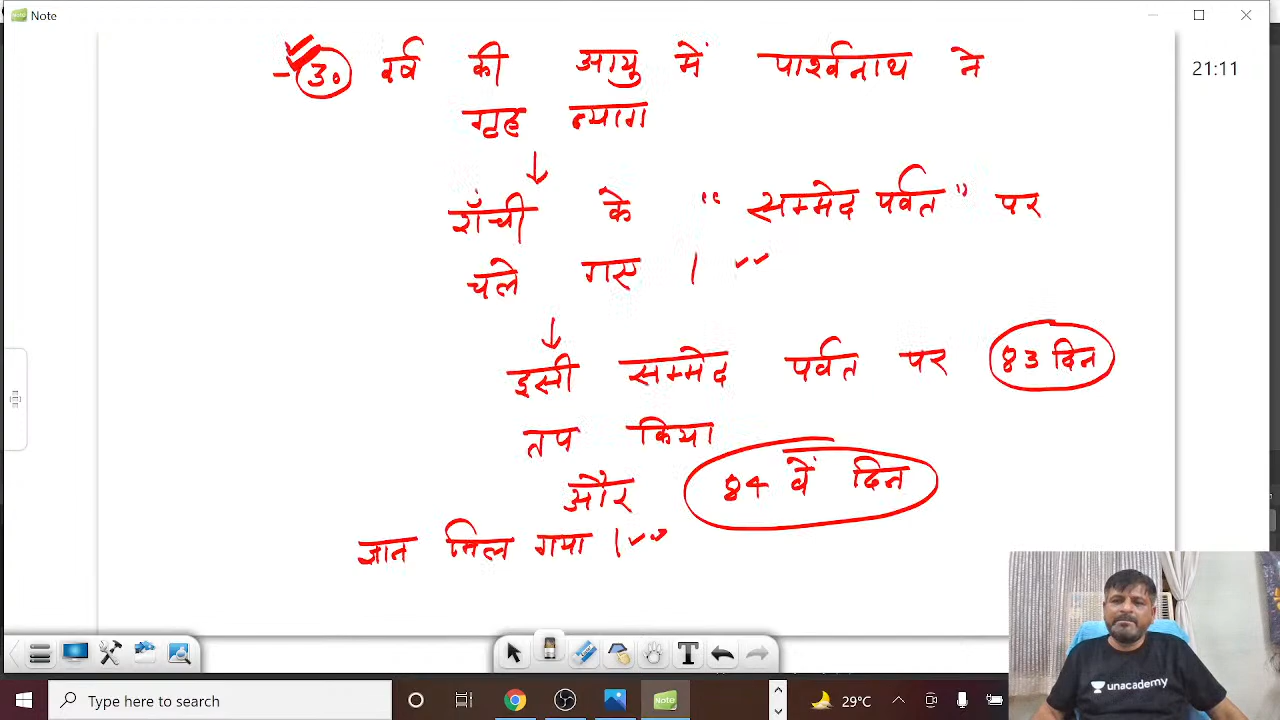 Note
21:11
30 वर्ष की आयु में पार्श्वनाथ ने
गृह त्याग
↓
राँची के "सम्मेद पर्वत" पर
चले गए ।
↓
इसी सम्मेद पर्वत पर 83 दिन
तप किया
और 84 वें दिन
ज्ञान मिल गया ।
unacademy
T
Type here to search
Note
29°C